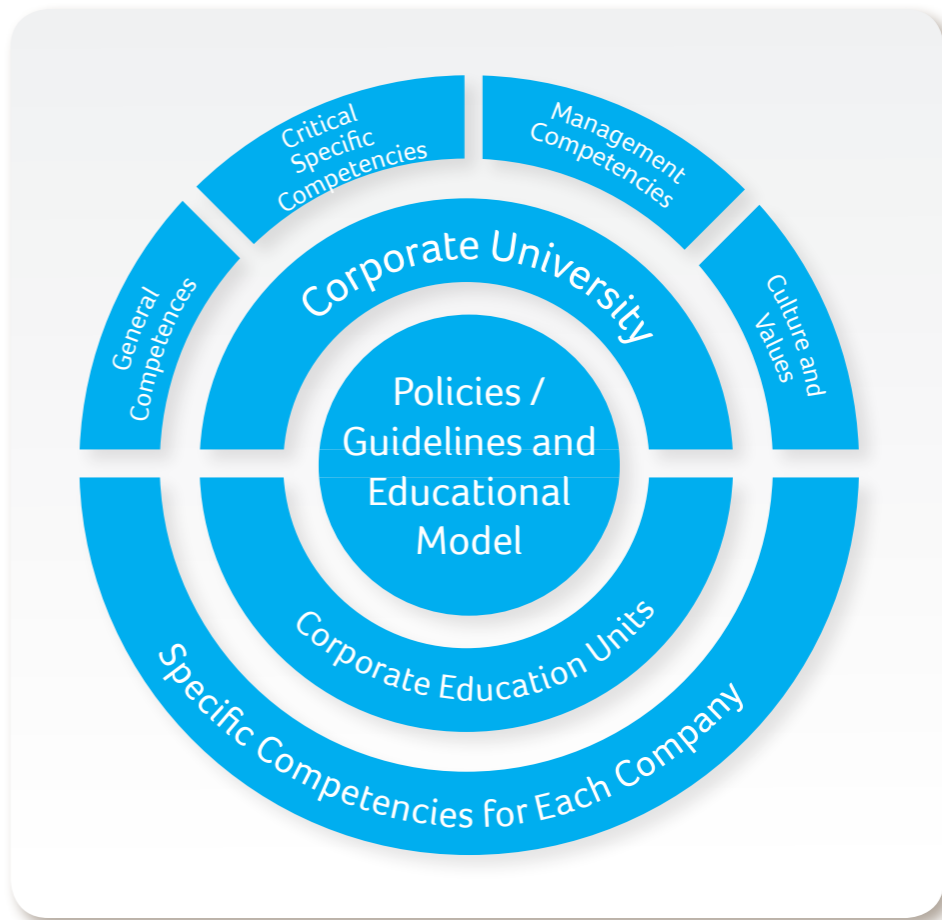 Critical
Specific
Competencies
Management
Competencies
General
Competences
Culture and
Values
Corporate University
Policies /
Guidelines and
Educational
Model
Corporate Education Units
Specific Competencies for Each Company